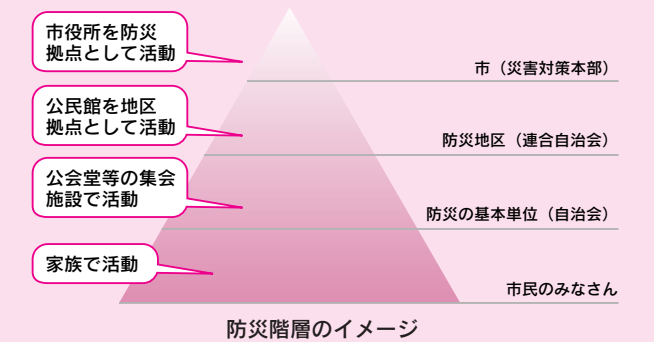 市役所を防災
拠点として活動
市（災害対策本部）
公民館を地区
拠点として活動
防災地区（連合自治会）
公会堂等の集会
施設で活動
防災の基本単位（自治会）
家族で活動
市民のみなさん
防災階層のイメージ